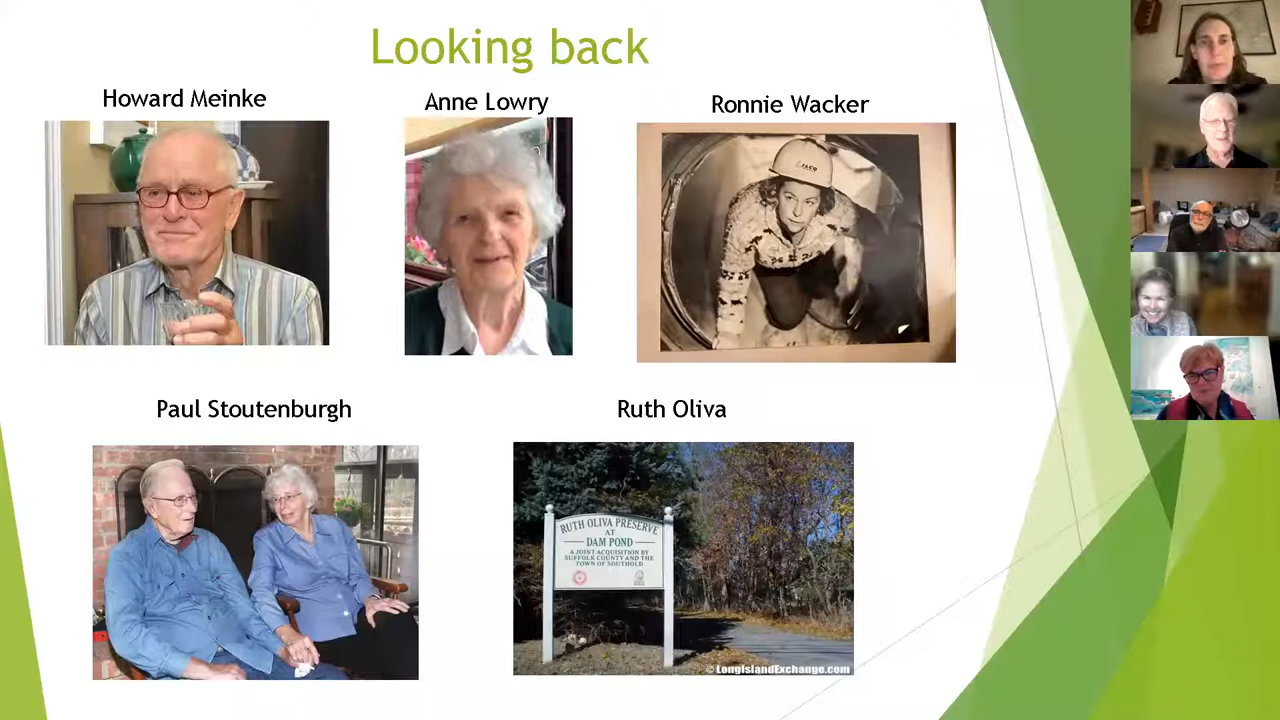 Looking back
Howard Meinke
Anne Lowry
Ronnie Wacker
Paul Stoutenburgh
Ruth Oliva
RUTH OLIVA PRESERVE
AT
DAM POND
A JOINT ACQUISITION BY
SUFFOLK COUNTY AND THE
TOWN OF SOUTHOLD
© LongIslandExchange.com